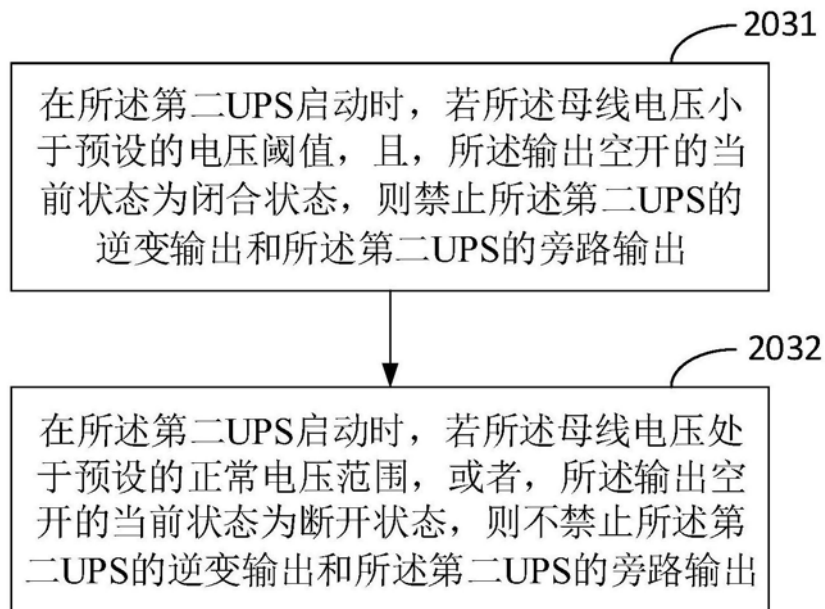 2031
在所述第二UPS启动时，若所述母线电压小
于预设的电压阈值，且，所述输出空开的当
前状态为闭合状态，则禁止所述第二UPS的
逆变输出和所述第二UPS的旁路输出
2032
在所述第二UPS启动时，若所述母线电压处
于预设的正常电压范围，或者，所述输出空
开的当前状态为断开状态，则不禁止所述第
二UPS的逆变输出和所述第二UPS的旁路输出